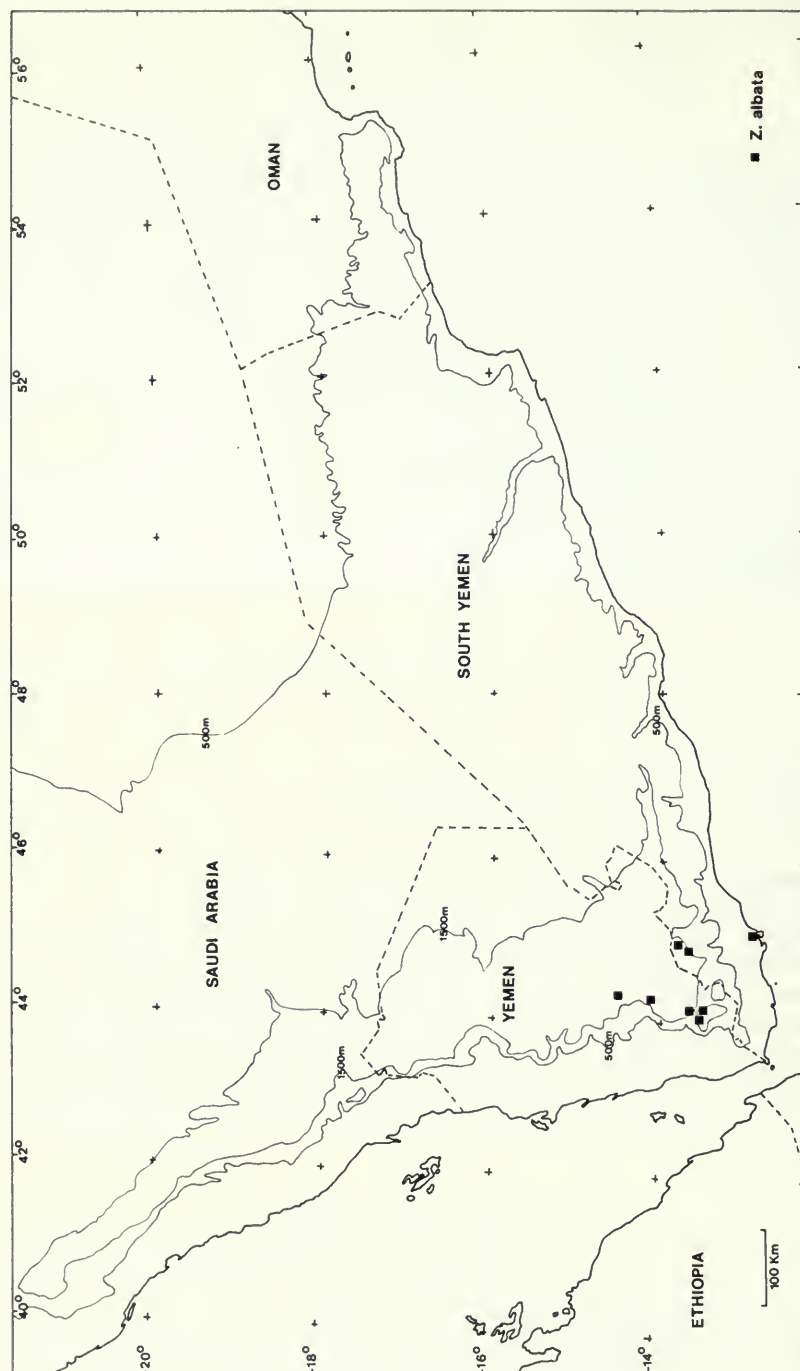 40°
42°
44°
46°
48°
50°
52°
54°
56°
20°
18°
16°
14°
SAUDI ARABIA
OMAN
500m
1500m
1500m
YEMEN
SOUTH YEMEN
500m
500m
ETHIOPIA
100 Km
Z. albata